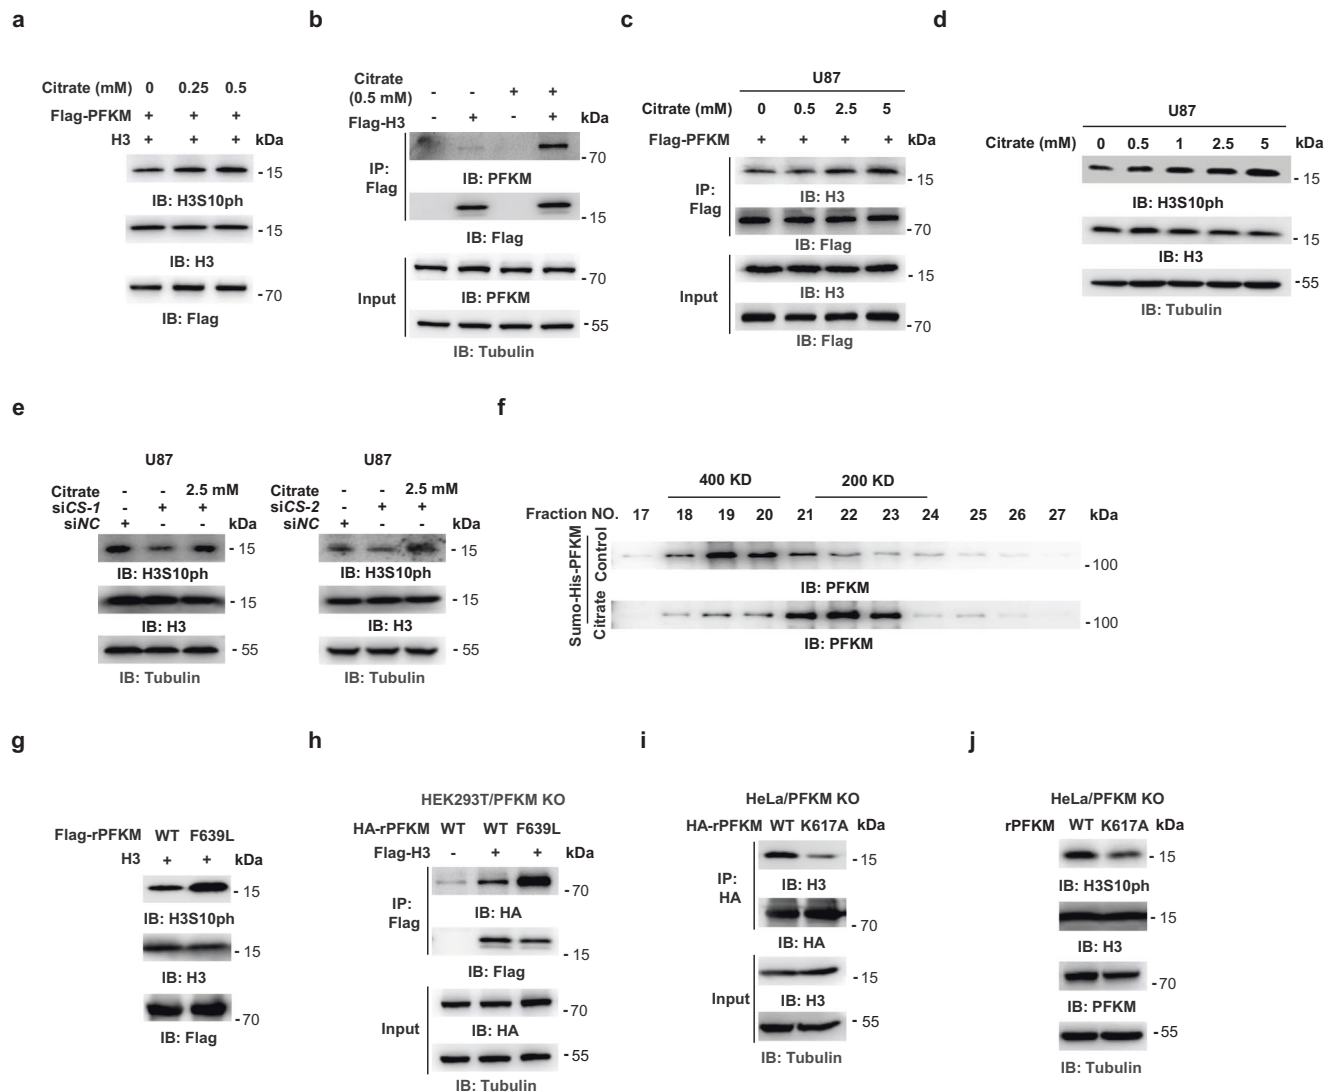 a
Citrate (mM) 0 0.25 0.5
Flag-PFKM + + +
H3 + + + kDa
- 15
IB: H3S10ph
- 15
IB: H3
-70
IB: Flag
b
Citrate
(0.5 mM) - - + +
Flag-H3 - + - + kDa
IP:
Flag
-70
IB: PFKM
- 15
IB: Flag
Input
-70
IB: PFKM
- 55
IB: Tubulin
c
U87
Citrate (mM) 0 0.5 2.5 5
Flag-PFKM + + + + kDa
IP:
Flag
- 15
IB: H3
-70
IB: Flag
Input
- 15
IB: H3
-70
IB: Flag
d
U87
Citrate (mM) 0 0.5 1 2.5 5 kDa
- 15
IB: H3S10ph
- 15
IB: H3
-55
IB: Tubulin
e
U87
Citrate - - 2.5 mM
siCS-1 - + +
siNC + - - kDa
- 15
IB: H3S10ph
- 15
IB: H3
- 55
IB: Tubulin
U87
Citrate - - 2.5 mM
siCS-2 - + +
siNC + - - kDa
- 15
IB: H3S10ph
- 15
IB: H3
- 55
IB: Tubulin
f
400 KD 200 KD
Fraction NO. 17 18 19 20 21 22 23 24 25 26 27 kDa
Sumo-His-PFKM
Control
-100
IB: PFKM
Citrate
-100
IB: PFKM
g
Flag-rPFKM WT F639L
H3 + + kDa
- 15
IB: H3S10ph
- 15
IB: H3
-70
IB: Flag
h
HEK293T/PFKM KO
HA-rPFKM WT WT F639L
Flag-H3 - + + kDa
IP:
Flag
-70
IB: HA
- 15
IB: Flag
Input
-70
IB: HA
- 55
IB: Tubulin
i
HeLa/PFKM KO
HA-rPFKM WT K617A kDa
IP:
HA
- 15
IB: H3
-70
IB: HA
Input
- 15
IB: H3
- 55
IB: Tubulin
j
HeLa/PFKM KO
rPFKM WT K617A kDa
- 15
IB: H3S10ph
- 15
IB: H3
-70
IB: PFKM
-55
IB: Tubulin